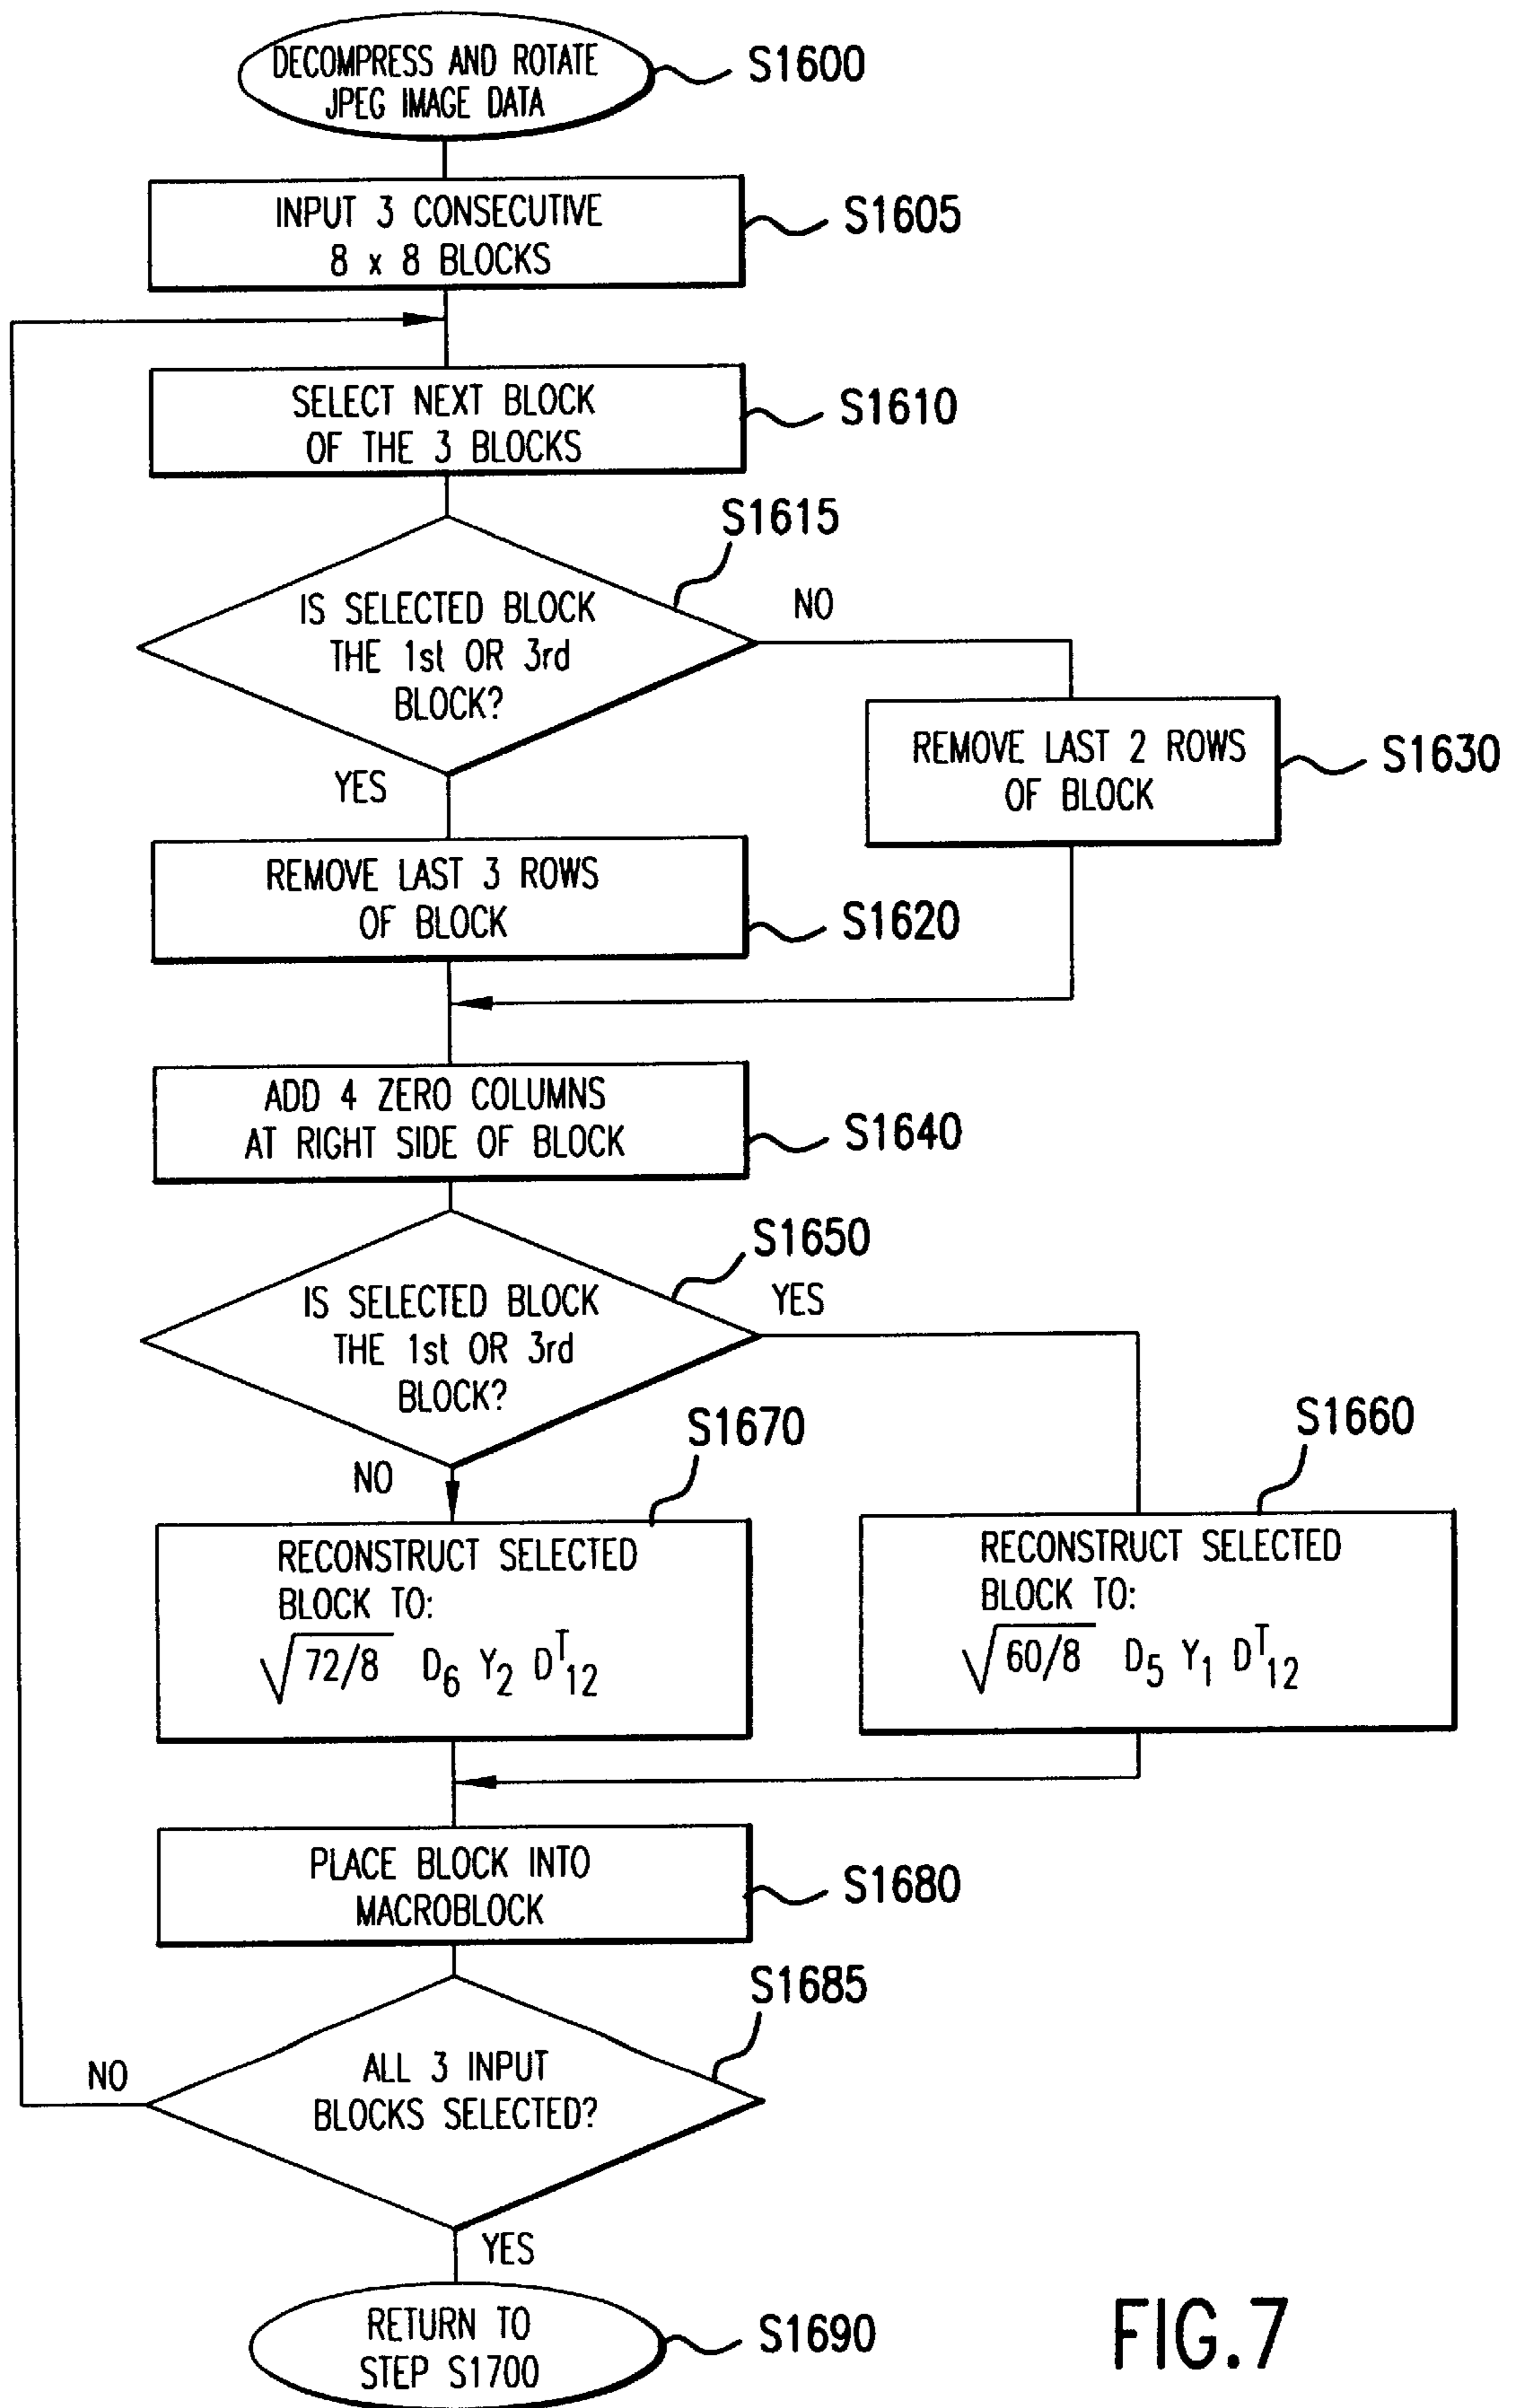 DECOMPRESS AND ROTATE
JPEG IMAGE DATA
S1600
INPUT 3 CONSECUTIVE
8 x 8 BLOCKS
S1605
SELECT NEXT BLOCK
OF THE 3 BLOCKS
S1610
S1615
IS SELECTED BLOCK
THE 1st OR 3rd
BLOCK?
NO
YES
REMOVE LAST 2 ROWS
OF BLOCK
S1630
REMOVE LAST 3 ROWS
OF BLOCK
S1620
ADD 4 ZERO COLUMNS
AT RIGHT SIDE OF BLOCK
S1640
S1650
IS SELECTED BLOCK
THE 1st OR 3rd
BLOCK?
YES
NO
S1670
RECONSTRUCT SELECTED
BLOCK TO:
√72/8 D₆ Y₂ Dᵀ₁₂
S1660
RECONSTRUCT SELECTED
BLOCK TO:
√60/8 D₅ Y₁ Dᵀ₁₂
PLACE BLOCK INTO
MACROBLOCK
S1680
S1685
ALL 3 INPUT
BLOCKS SELECTED?
NO
YES
RETURN TO
STEP S1700
S1690
FIG.7